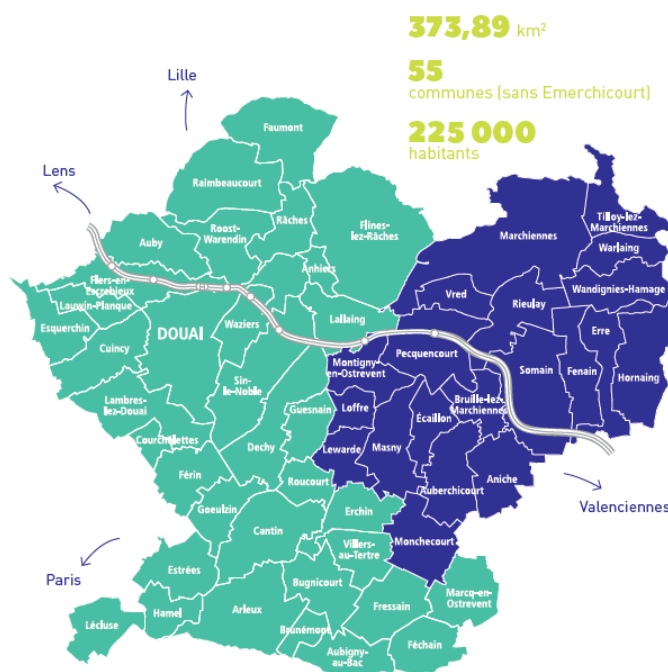 373,89 km²
55
communes (sans Emerchicourt)
225 000
habitants
Lille
Faumont
Lens
Raimbeaucourt
Râches
Roost-
Warendin
Auby
Flines-
lez-Râches
Anhiers
Marchiennes
Tilloy-lez-
Marchiennes
Warlaing
Wandignies-Hamage
Vred
Rieulay
Erre
Flers-en-
Escrebieux
Lauwin-Planque
Esquerchin
Cuincy
DOUAI
Waziers
Lallaing
Montigny-
en-Ostrevent
Pecquencourt
Somain
Fenain
Hornaing
Sin-
le-Noble
Lambres-
lez-Douai
Guesnain
Loffre
Écaillon
Bruille-lez-
Marchiennes
Courchelettes
Dechy
Lewarde
Masny
Férin
Roucourt
Auberchicourt
Aniche
Valenciennes
Goeulzin
Cantin
Erchin
Monchecourt
Villers-
au-Tertre
Paris
Estrées
Bugnicourt
Marcq-en-
Ostrevent
Hamel
Arleux
Fressain
Lécluse
Brunémont
Aubigny-
au-Bac
Féchain